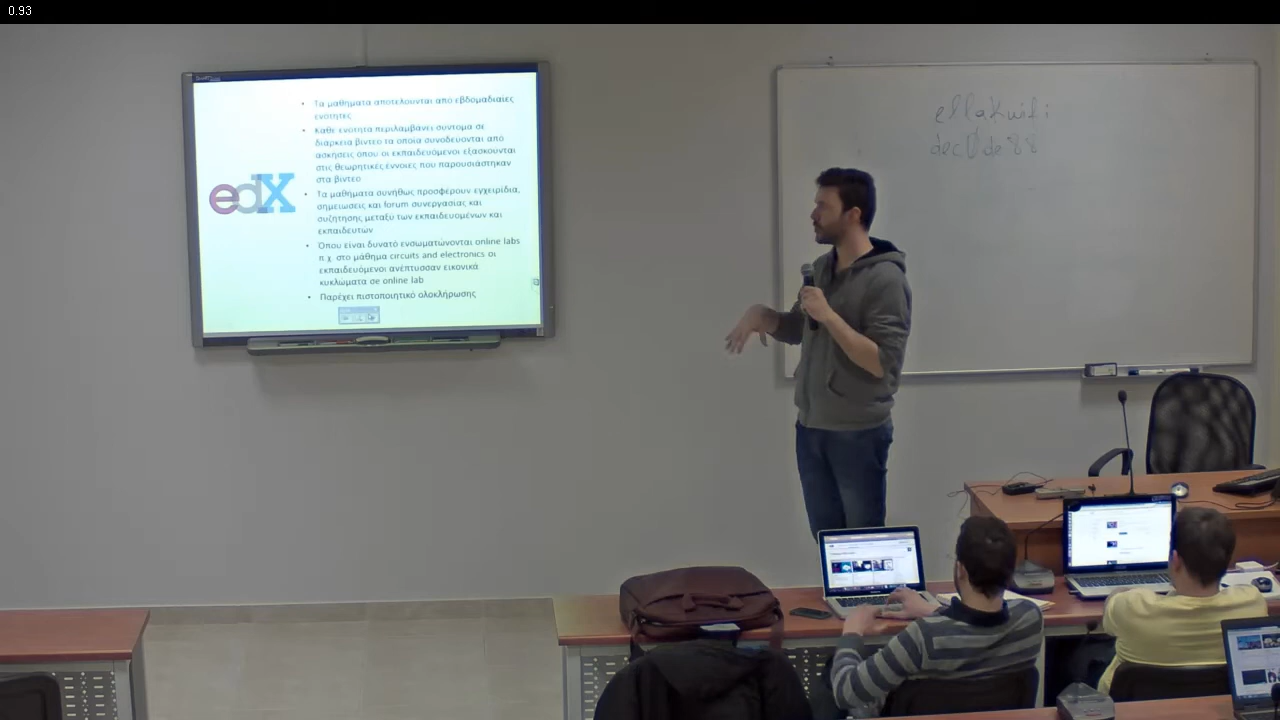 0.93
Τα μαθήματα αποτελούνται από εβδομαδιαίες
ενότητες
Κάθε ενότητα περιλαμβάνει σύντομα σε
διάρκεια βίντεο τα οποία συνοδεύονται από
ασκήσεις όπου οι εκπαιδευόμενοι εξασκούνται
στις θεωρητικές έννοιες που παρουσιάστηκαν
στα βίντεο
edX
Τα μαθήματα συνήθως προσφέρουν εγχειρίδια,
σημειώσεις και forum συνεργασίας και
συζήτησης μεταξύ των εκπαιδευομένων και
εκπαιδευτών
Όπου είναι δυνατό ενσωματώνονται online labs
π.χ. στο μάθημα circuits and electronics οι
εκπαιδευόμενοι ανέπτυσσαν εικονικά
κυκλώματα σε online lab
Παρέχει πιστοποιητικό ολοκλήρωσης
ellakwifi